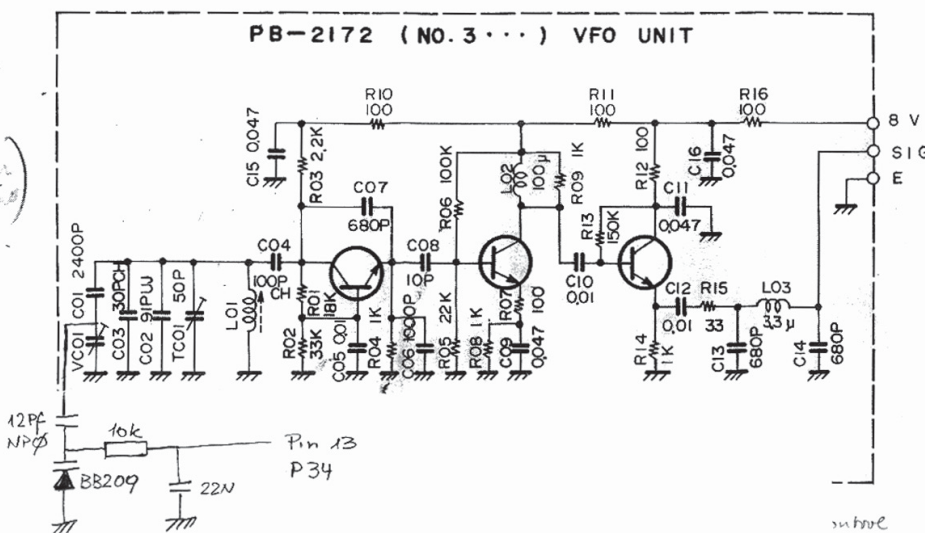 PB-2172 (NO.3···) VFO UNIT
R10
100
R11
100
R16
100
8 V
SIG
E
C15 0.047
R03 2.2K
C07
680P
R06 100K
L02
100μ
R09 1K
R12 100
C16
0.047
R13
150K
C11
0.047
C01 2400P
C04
100P
CH
C08
10P
C10
0.01
VC01
C03 30PCH
C02 91PUJ
TC01 50P
L01
R01
18K
R02
33K
C05 0.01
R04 1K
C06 1000P
R05 22K
R08 1K
R07
100
C09
0.047
C12
0.01
R15
33
L03
3.3μ
R14
1K
C13
680P
C14
680P
12Pf
NPØ
10k
Pin 13
P34
BB209
22N